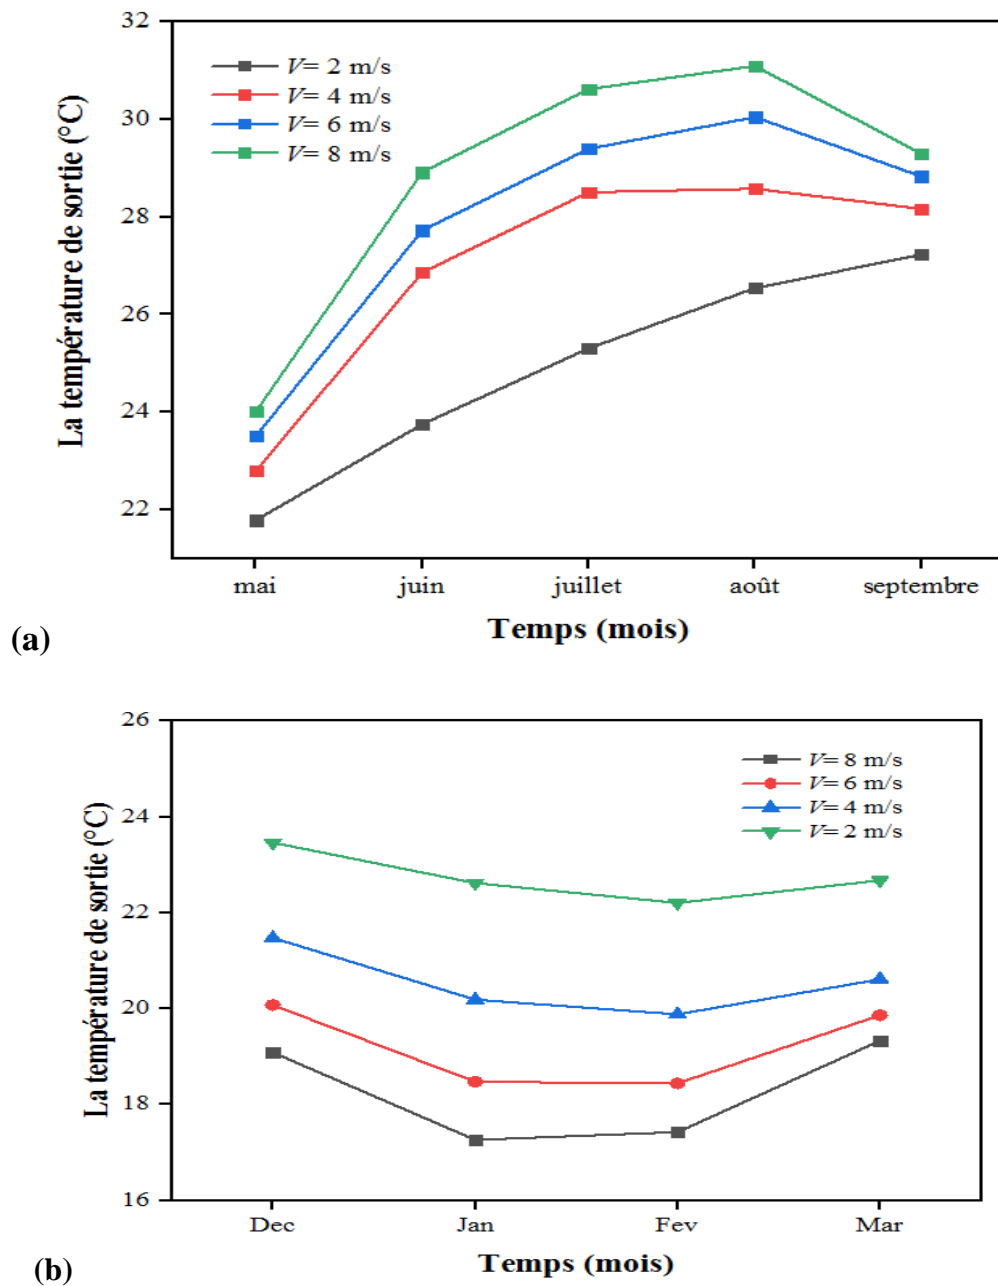 32
30
28
26
24
22
La température de sortie (°C)
V= 2 m/s
V= 4 m/s
V= 6 m/s
V= 8 m/s
mai juin juillet août septembre
Temps (mois)
(a)
26
24
22
20
18
16
La température de sortie (°C)
V= 8 m/s
V= 6 m/s
V= 4 m/s
V= 2 m/s
Dec Jan Fev Mar
Temps (mois)
(b)